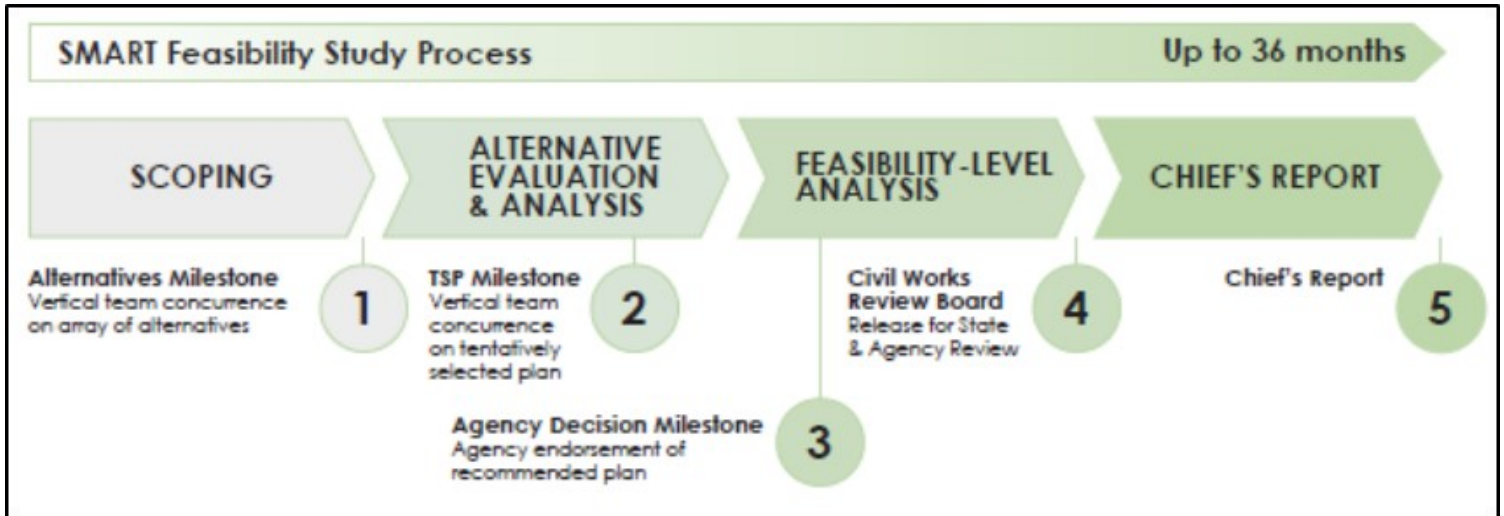 SMART Feasibility Study Process
Up to 36 months
SCOPING
ALTERNATIVE
EVALUATION
& ANALYSIS
FEASIBILITY-LEVEL
ANALYSIS
CHIEF'S REPORT
Alternatives Milestone
Vertical team concurrence
on array of alternatives
1
TSP Milestone
Vertical team
concurrence
on tentatively
selected plan
2
Agency Decision Milestone
Agency endorsement of
recommended plan
3
Civil Works
Review Board
Release for State
& Agency Review
4
Chief's Report
5